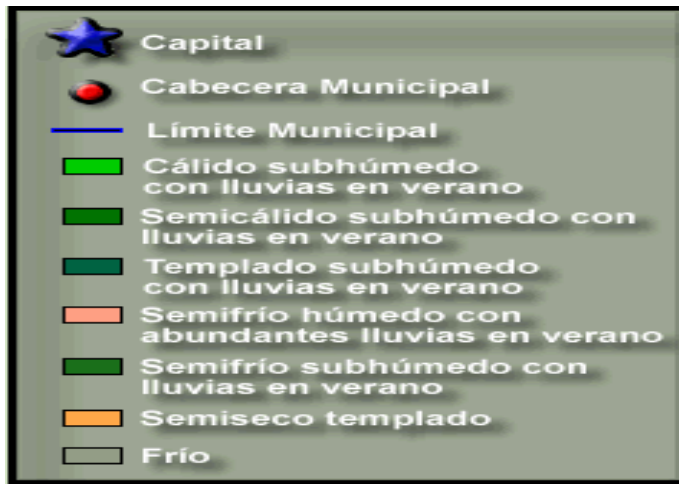 Capital
Cabecera Municipal
Límite Municipal
Cálido subhúmedo
con lluvias en verano
Semicálido subhúmedo con
lluvias en verano
Templado subhúmedo
con lluvias en verano
Semifrío húmedo con
abundantes lluvias en verano
Semifrío subhúmedo con
lluvias en verano
Semiseco templado
Frío